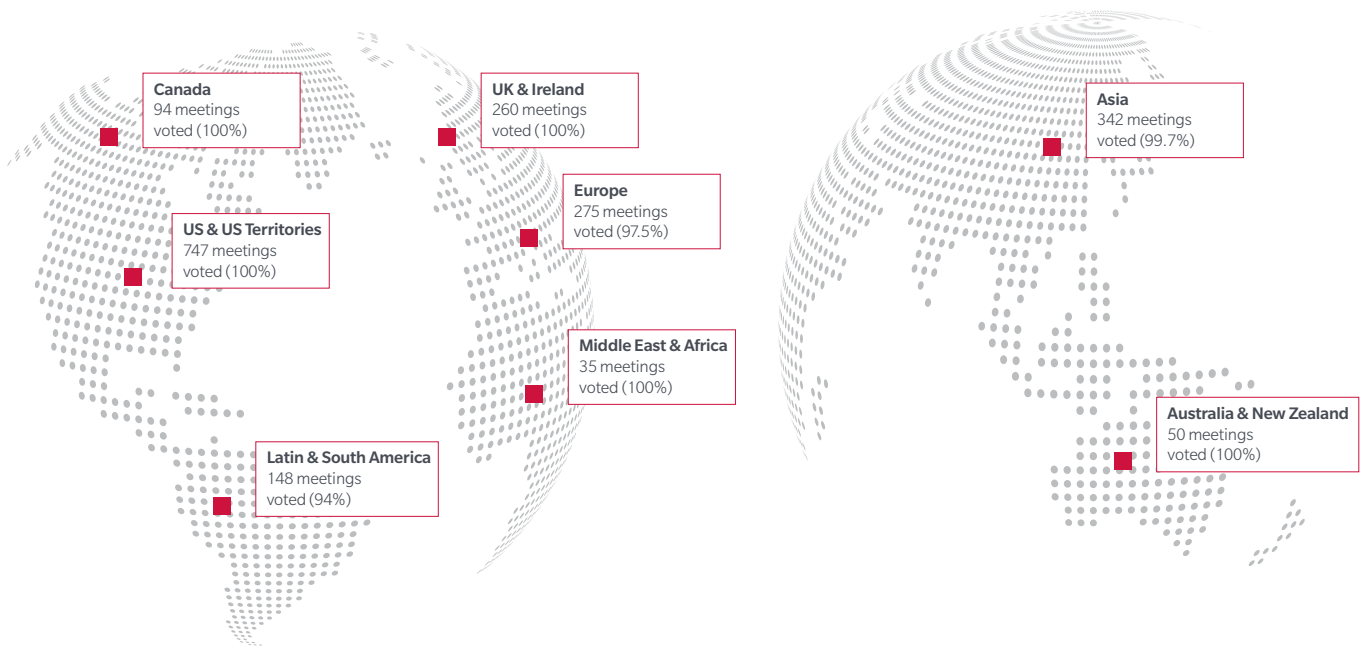 Canada
94 meetings
voted (100%)
UK & Ireland
260 meetings
voted (100%)
Asia
342 meetings
voted (99.7%)
Europe
275 meetings
voted (97.5%)
US & US Territories
747 meetings
voted (100%)
Middle East & Africa
35 meetings
voted (100%)
Australia & New Zealand
50 meetings
voted (100%)
Latin & South America
148 meetings
voted (94%)